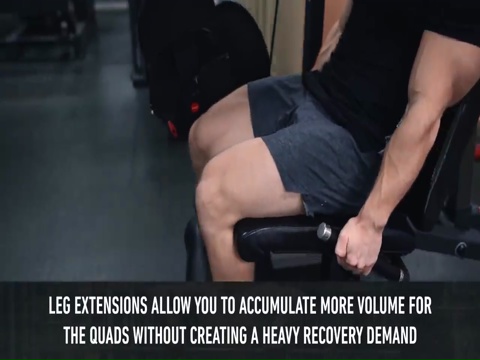 LEG EXTENSIONS ALLOW YOU TO ACCUMULATE MORE VOLUME FOR
THE QUADS WITHOUT CREATING A HEAVY RECOVERY DEMAND